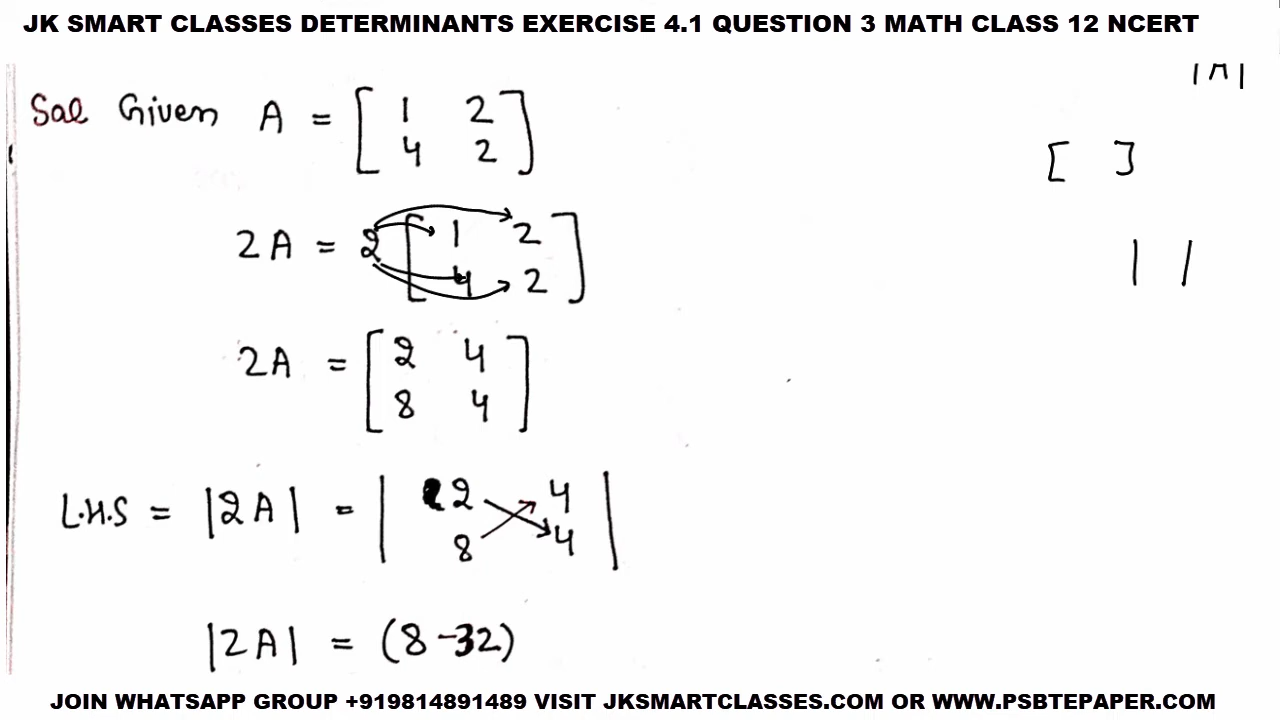 JK SMART CLASSES DETERMINANTS EXERCISE 4.1 QUESTION 3 MATH CLASS 12 NCERT
Sol Given A = [ 1 2
4 2 ]
[ ]
2A = 2 [ 1 2
4 2 ]
| |
2A = [ 2 4
8 4 ]
L.H.S = |2A| = | 2 4
8 4 |
|2A| = (8-32)
JOIN WHATSAPP GROUP +919814891489 VISIT JKSMARTCLASSES.COM OR WWW.PSBTEPAPER.COM